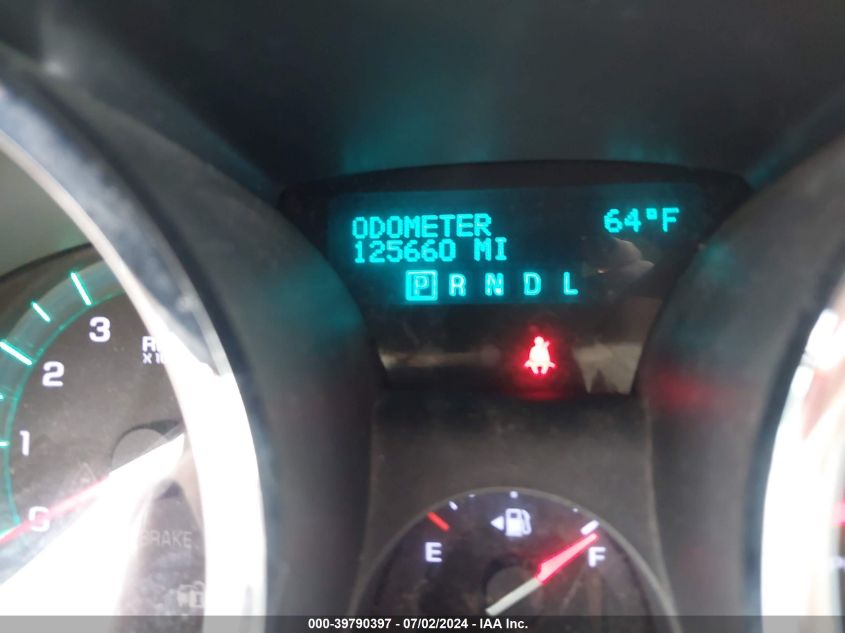 ODOMETER 64°F
125660 MI
P R N D L
3
2
1
0
BRAKE
E F
000-39790397 - 07/02/2024 - IAA Inc.